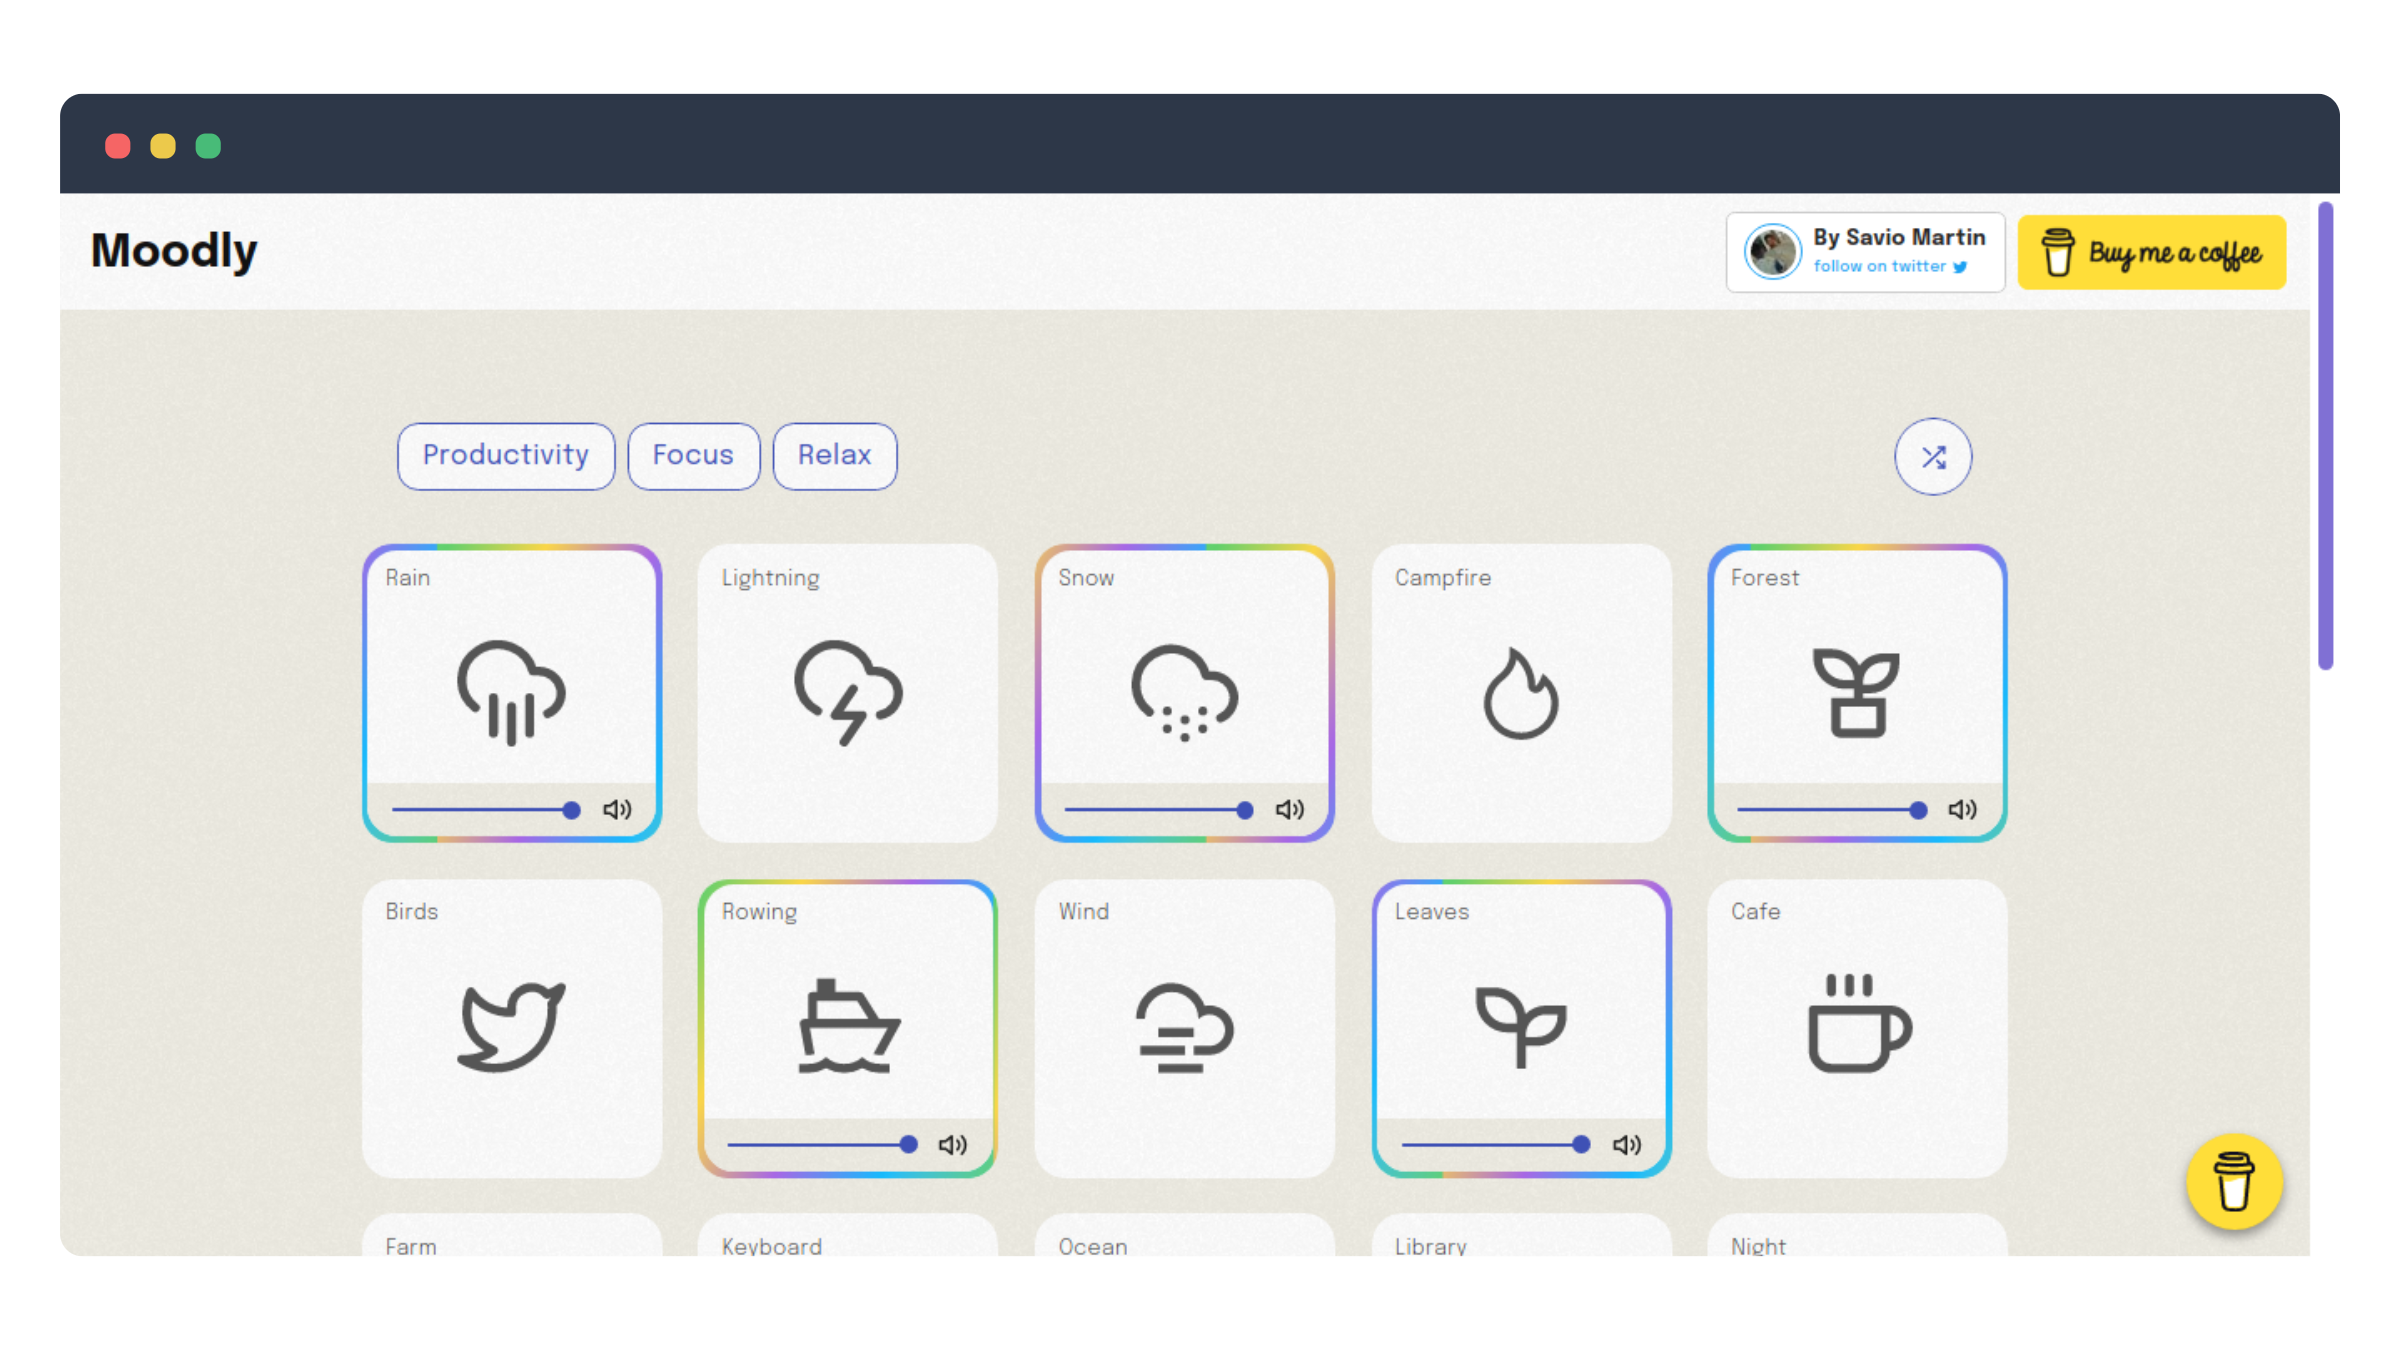 Moodly
By Savio Martin
follow on twitter
Buy me a coffee
Productivity
Focus
Relax
Rain
Lightning
Snow
Campfire
Forest
Birds
Rowing
Wind
Leaves
Cafe
Farm
Keyboard
Ocean
Library
Night